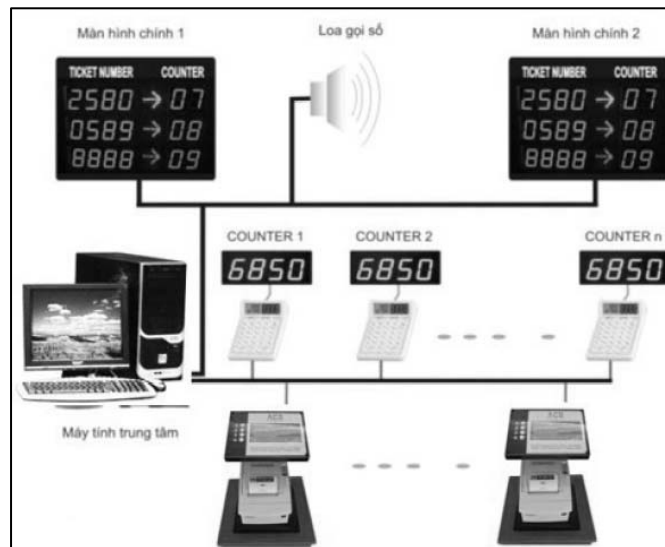 Màn hình chính 1
Loa gọi số
Màn hình chính 2
TICKET NUMBER COUNTER
2580 → 07
0589 → 08
8888 → 09
TICKET NUMBER COUNTER
2580 → 07
0589 → 08
8888 → 09
COUNTER 1
COUNTER 2
COUNTER n
6850
6850
6850
Máy tính trung tâm